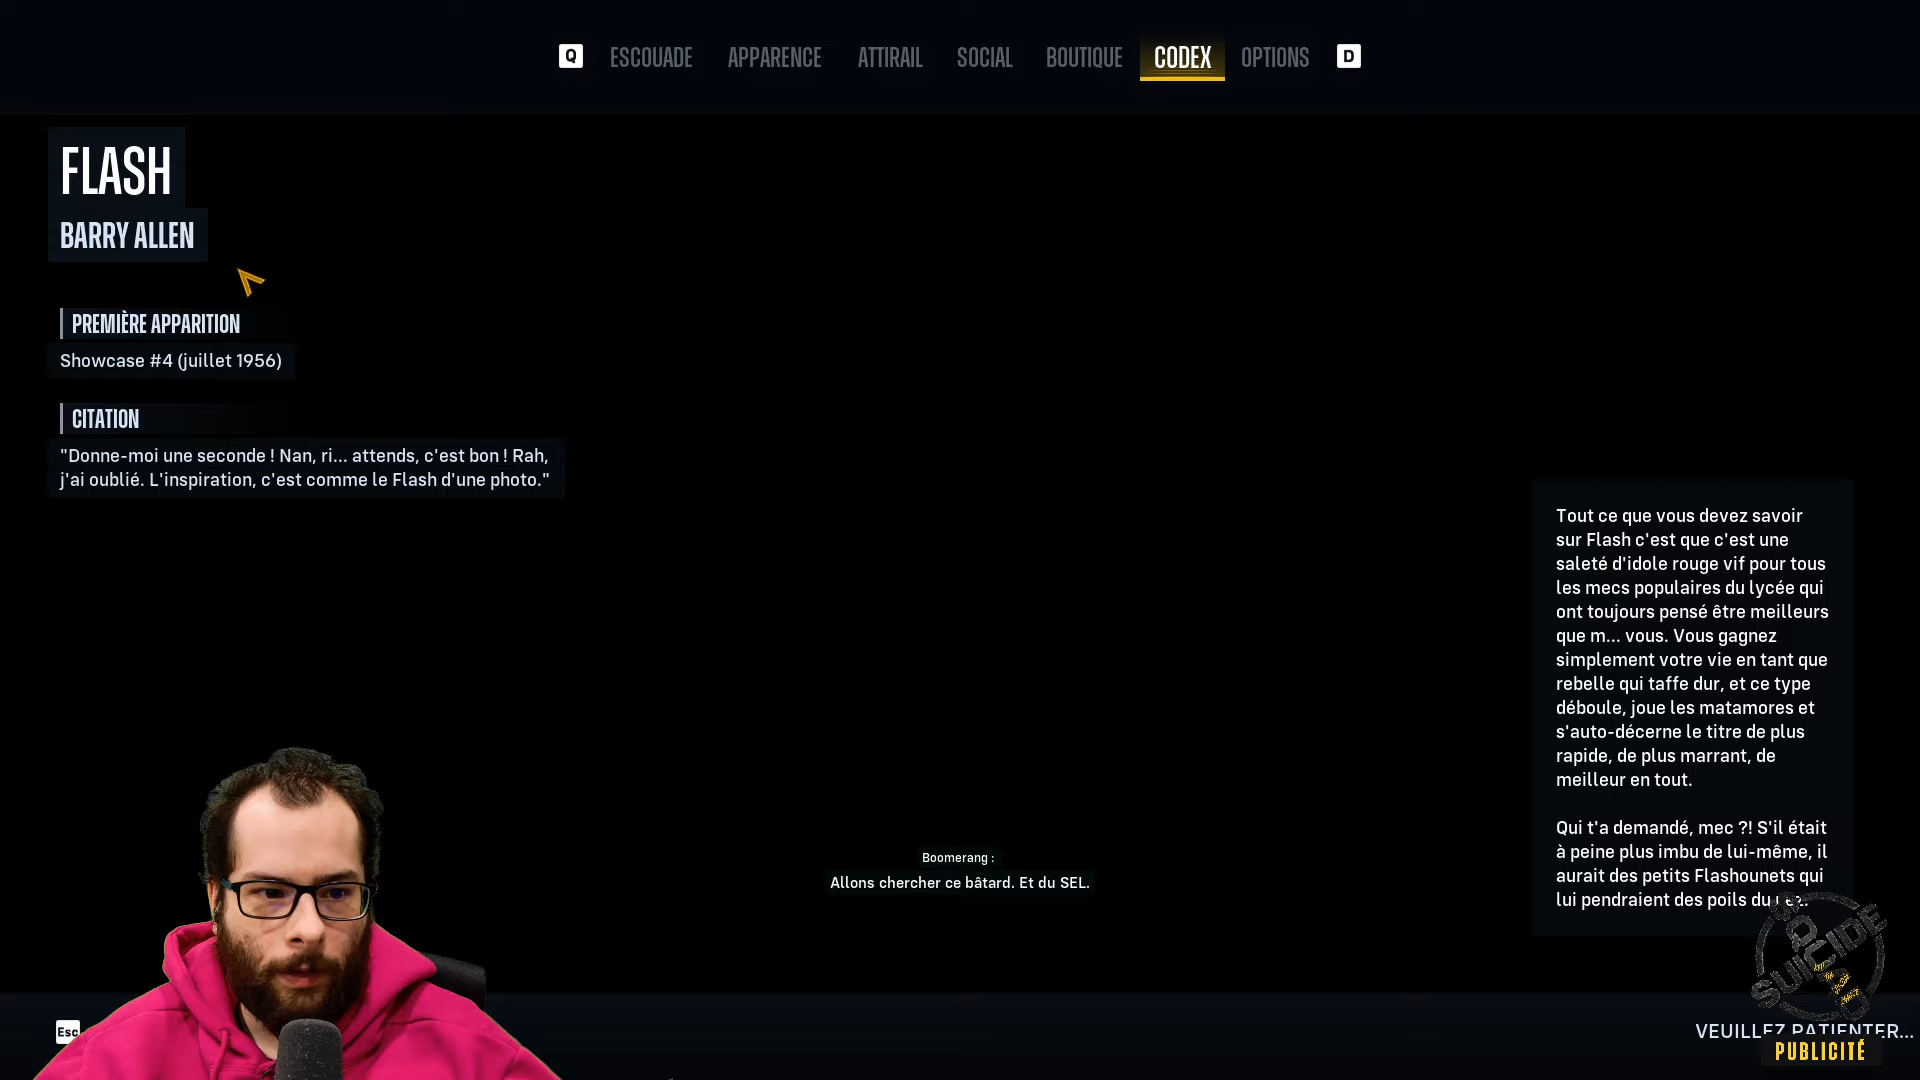 Q ESCOUADE APPARENCE ATTIRAIL SOCIAL BOUTIQUE CODEX OPTIONS D
FLASH
BARRY ALLEN
PREMIÈRE APPARITION
Showcase #4 (juillet 1956)
CITATION
"Donne-moi une seconde ! Nan, ri... attends, c'est bon ! Rah,
j'ai oublié. L'inspiration, c'est comme le Flash d'une photo."
Tout ce que vous devez savoir
sur Flash c'est que c'est une
saleté d'idole rouge vif pour tous
les mecs populaires du lycée qui
ont toujours pensé être meilleurs
que m... vous. Vous gagnez
simplement votre vie en tant que
rebelle qui taffe dur, et ce type
déboule, joue les matamores et
s'auto-décerne le titre de plus
rapide, de plus marrant, de
meilleur en tout.
Qui t'a demandé, mec ?! S'il était
à peine plus imbu de lui-même, il
aurait des petits Flashounets qui
lui pendraient des poils du
Boomerang :
Allons chercher ce bâtard. Et du SEL.
SUICIDE
Esc
VEUILLEZ PATIENTER...
PUBLICITÉ